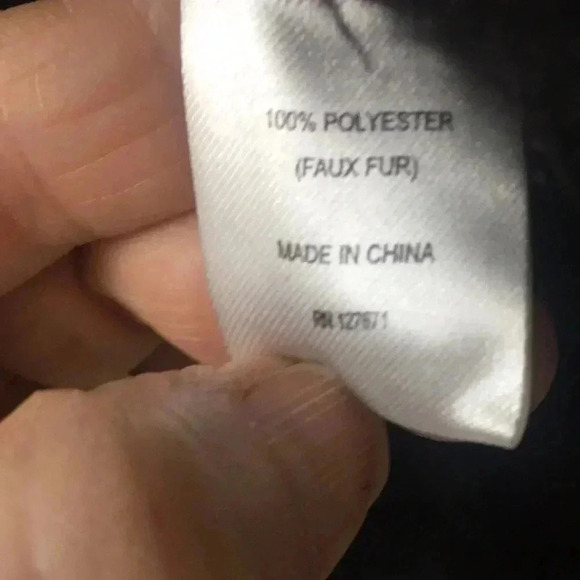 100% POLYESTER
(FAUX FUR)
MADE IN CHINA
RN 127671